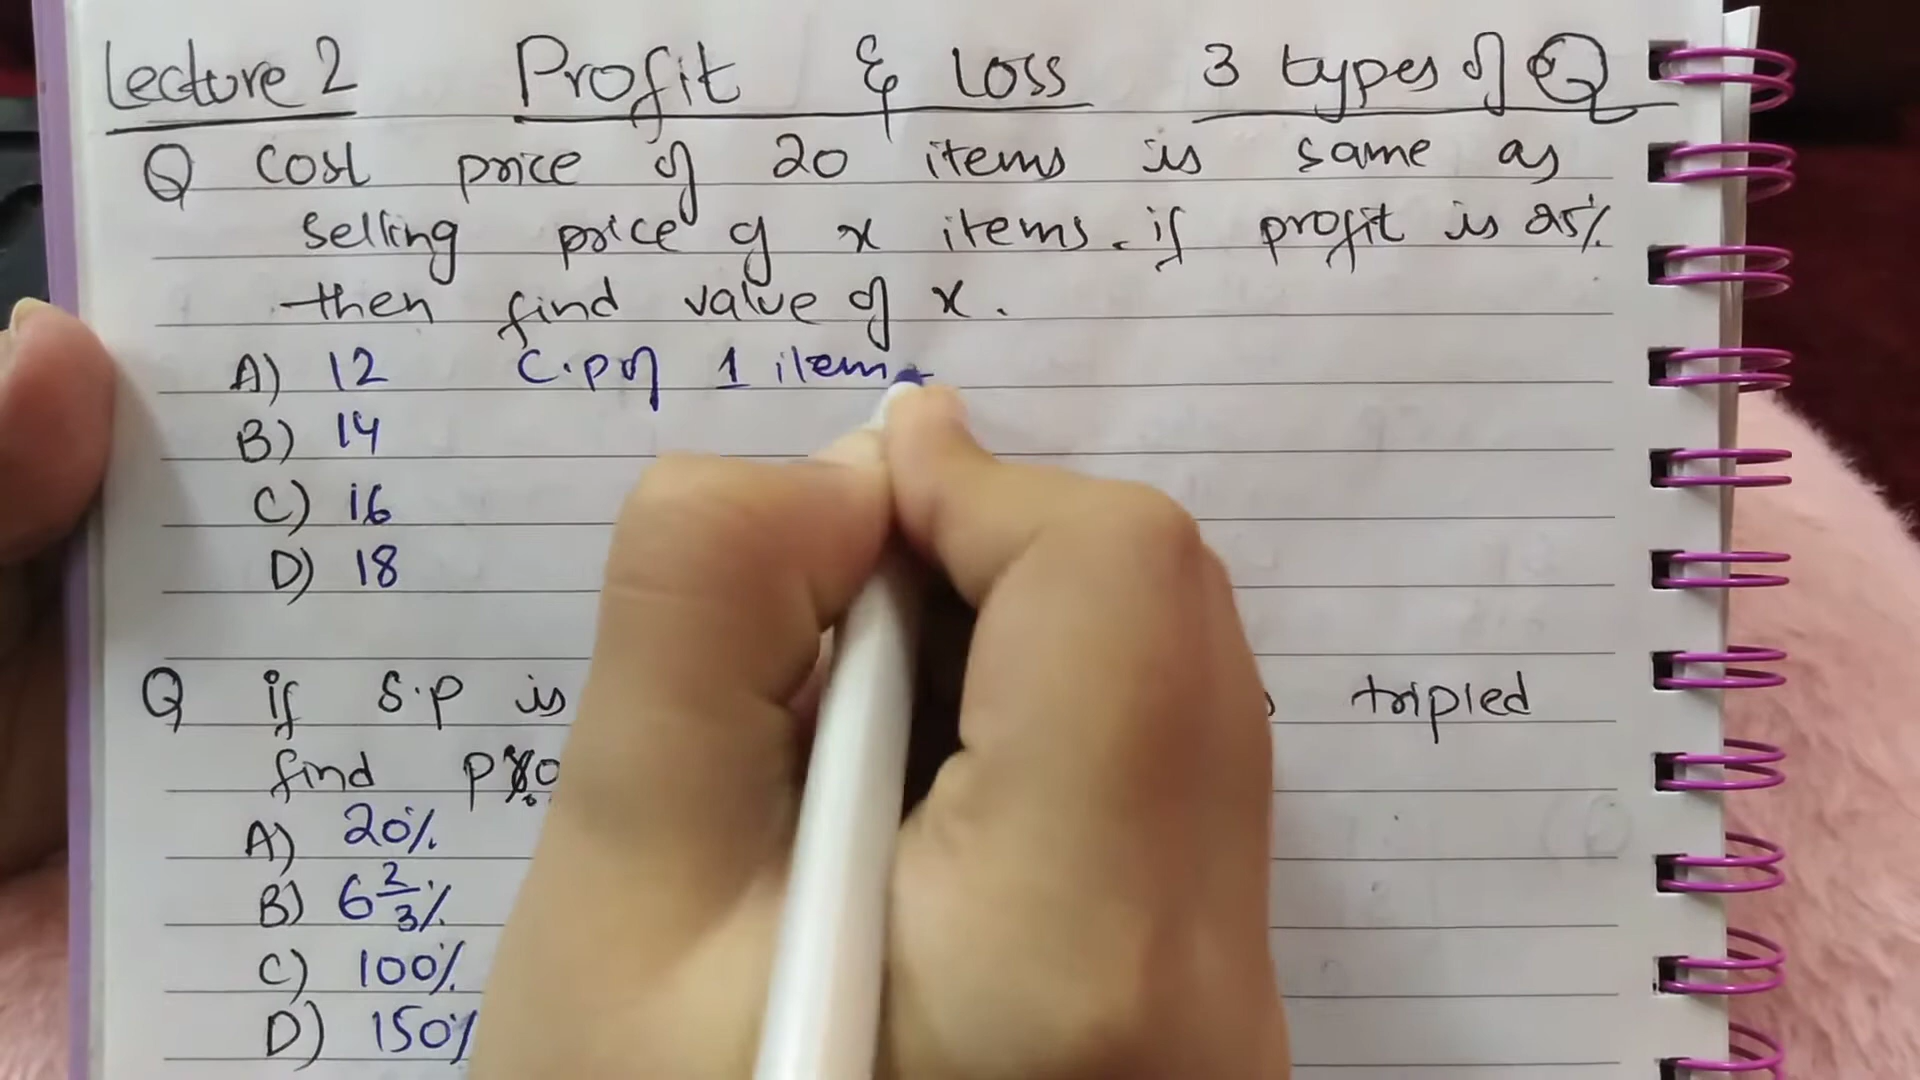 Lecture 2 Profit & Loss 3 types of Q
Q Cost price of 20 items is same as
selling price of x items. if profit is 25%
then find value of x.
A) 12 C.P of 1 item
B) 14
C) 16
D) 18
Q if S.P is tripled
find
A) 20%
B) 6 2/3%
C) 100%
D) 150%